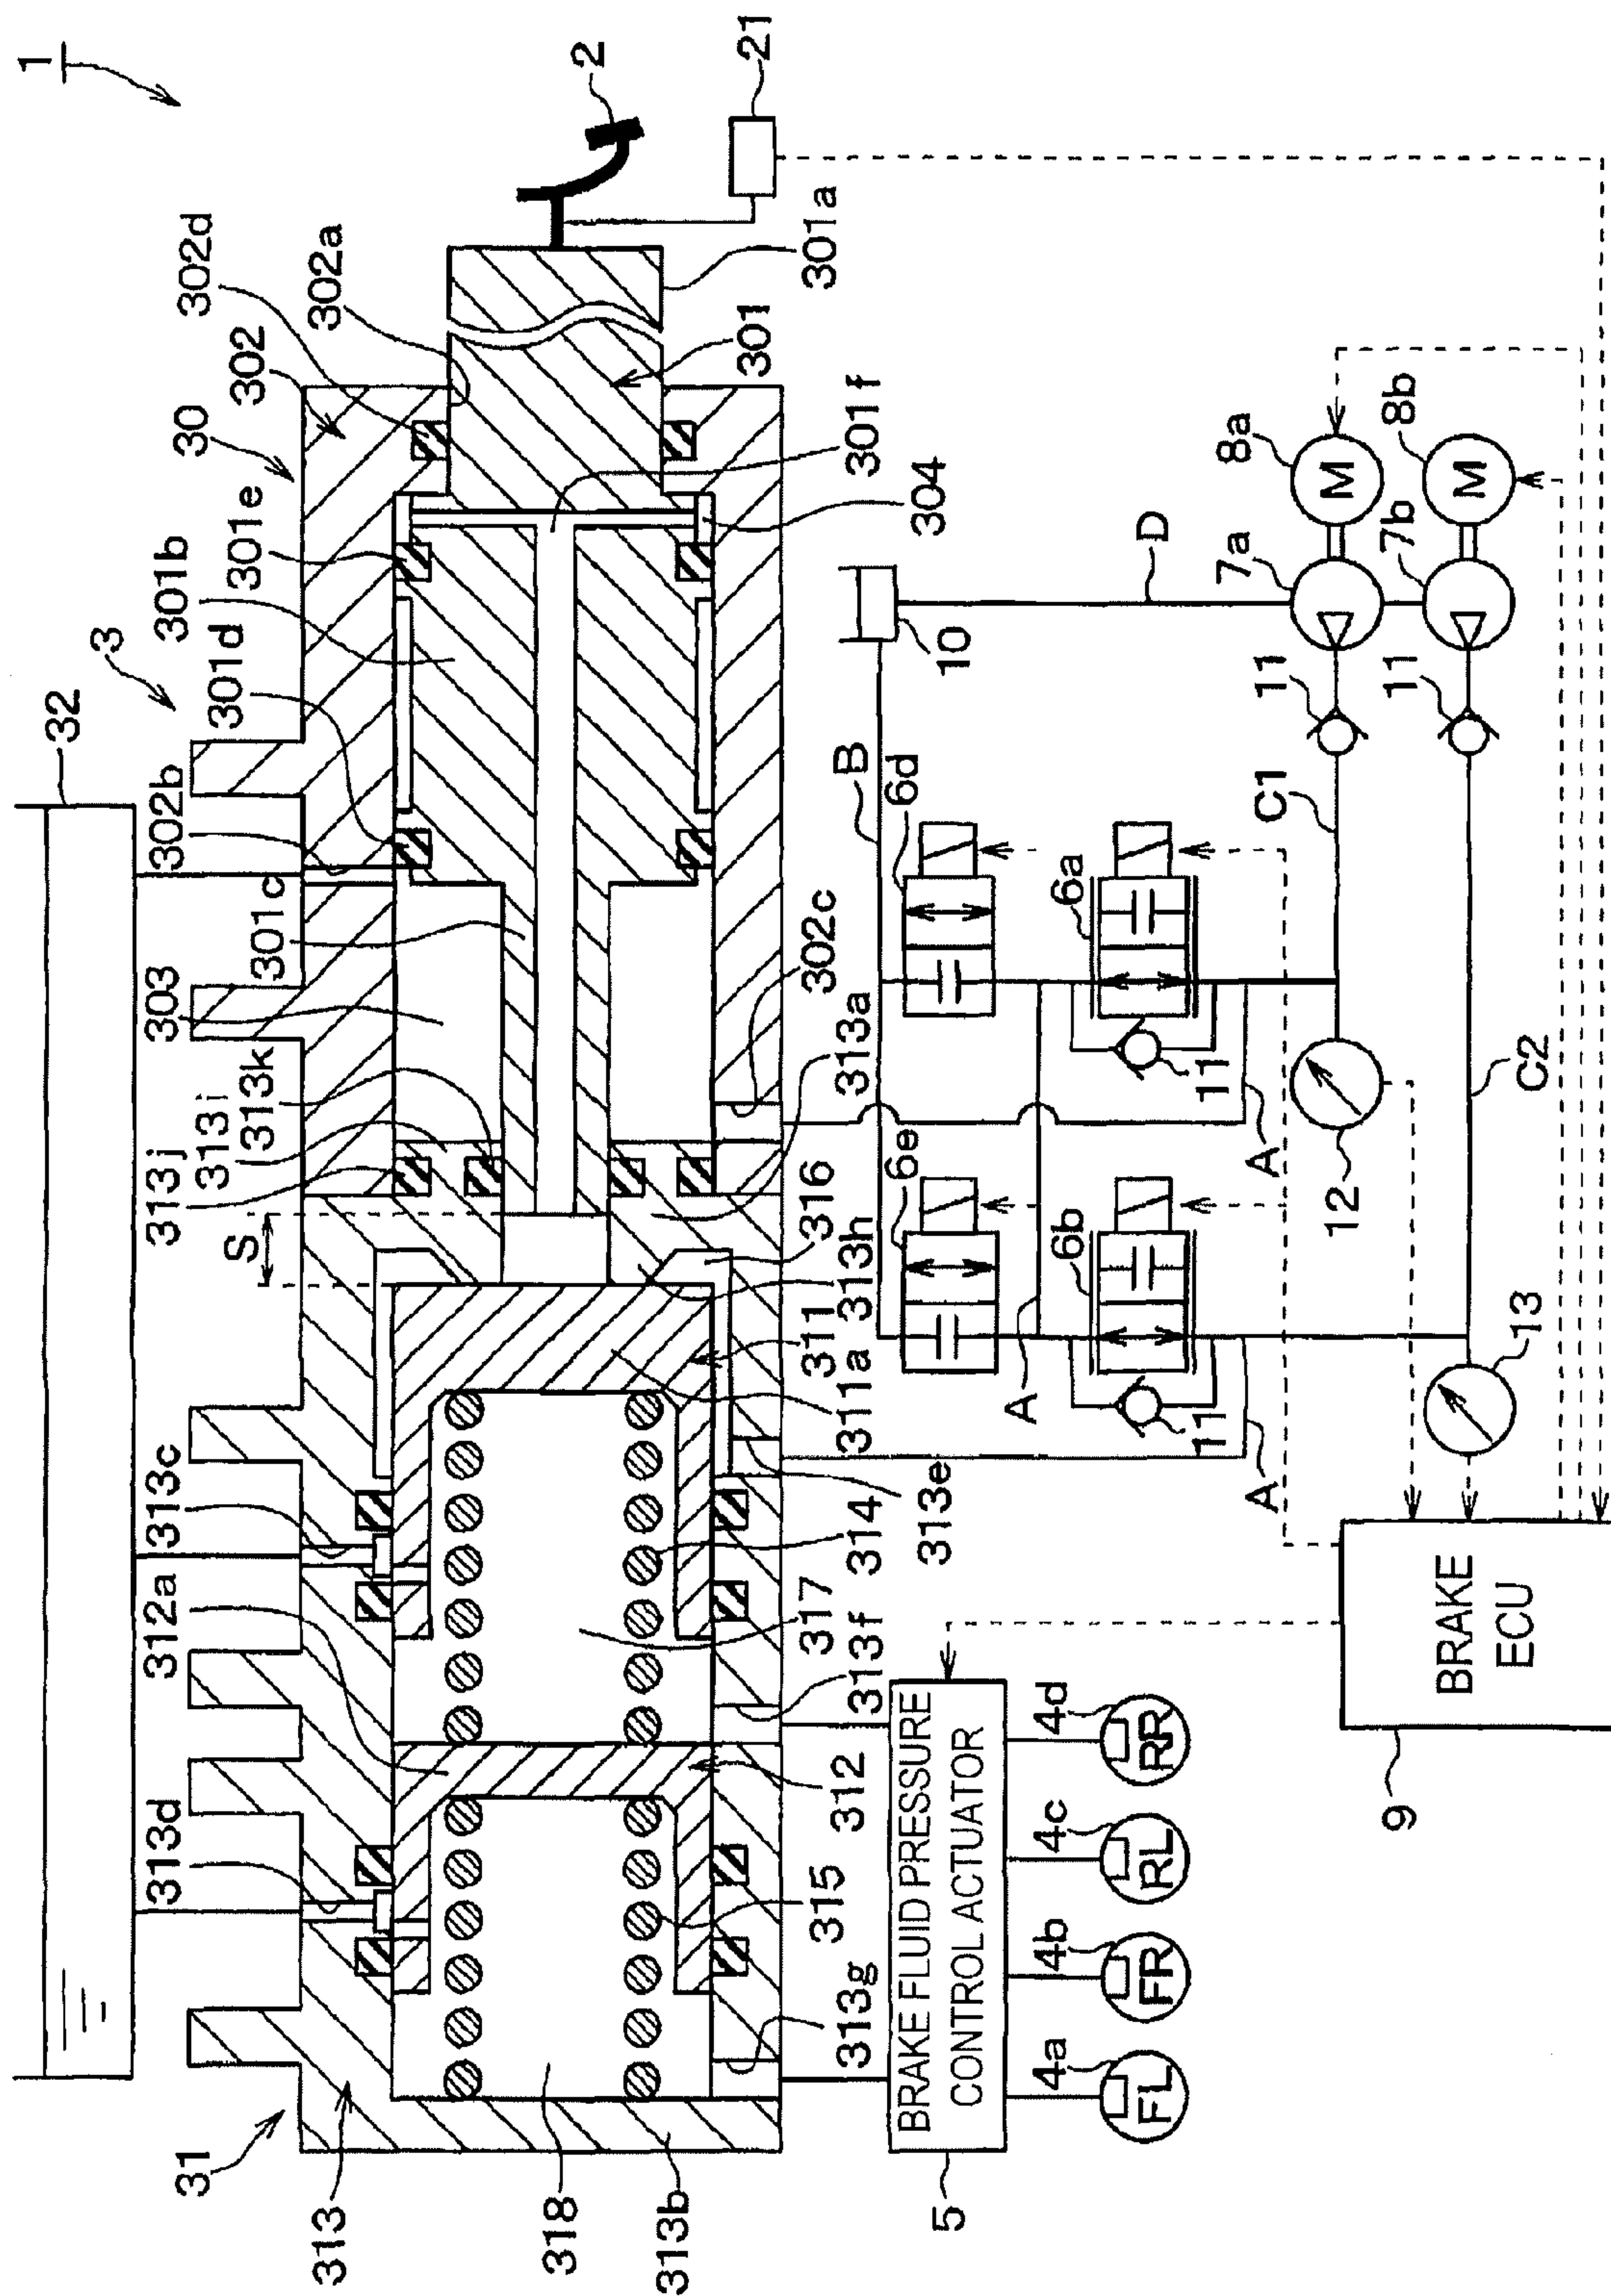 1
2
21
301a
302a
302d
302
30
301
301f
304
301e
301b
301d
3
32
302b
301c
303
302c
313a
313k
313i
313j
S
316
313h
311
311a
313e
313c
314
317
313f
312a
312
313d
315
313g
31
313
318
313b
8a
8b
M
M
7a
7b
D
10
11
11
B
6d
6a
C1
C2
11
A
12
6e
6b
A
11
A
13
BRAKE FLUID PRESSURE
CONTROL ACTUATOR
5
4a
4b
4c
4d
FL
FR
RL
RR
BRAKE
ECU
9